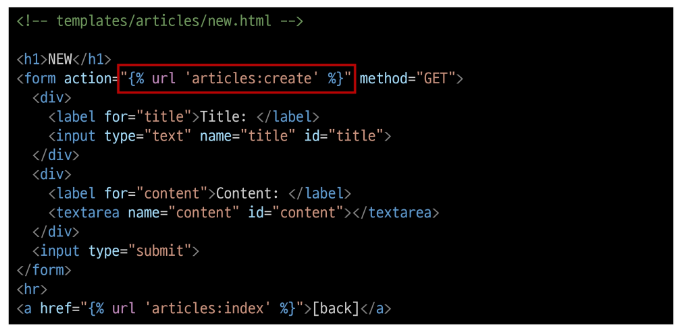 <!-- templates/articles/new.html -->
<h1>NEW</h1>
<form action="{% url 'articles:create' %}" method="GET">
<div>
<label for="title">Title: </label>
<input type="text" name="title" id="title">
</div>
<div>
<label for="content">Content: </label>
<textarea name="content" id="content"></textarea>
</div>
<input type="submit">
</form>
<hr>
<a href="{% url 'articles:index' %}">[back]</a>